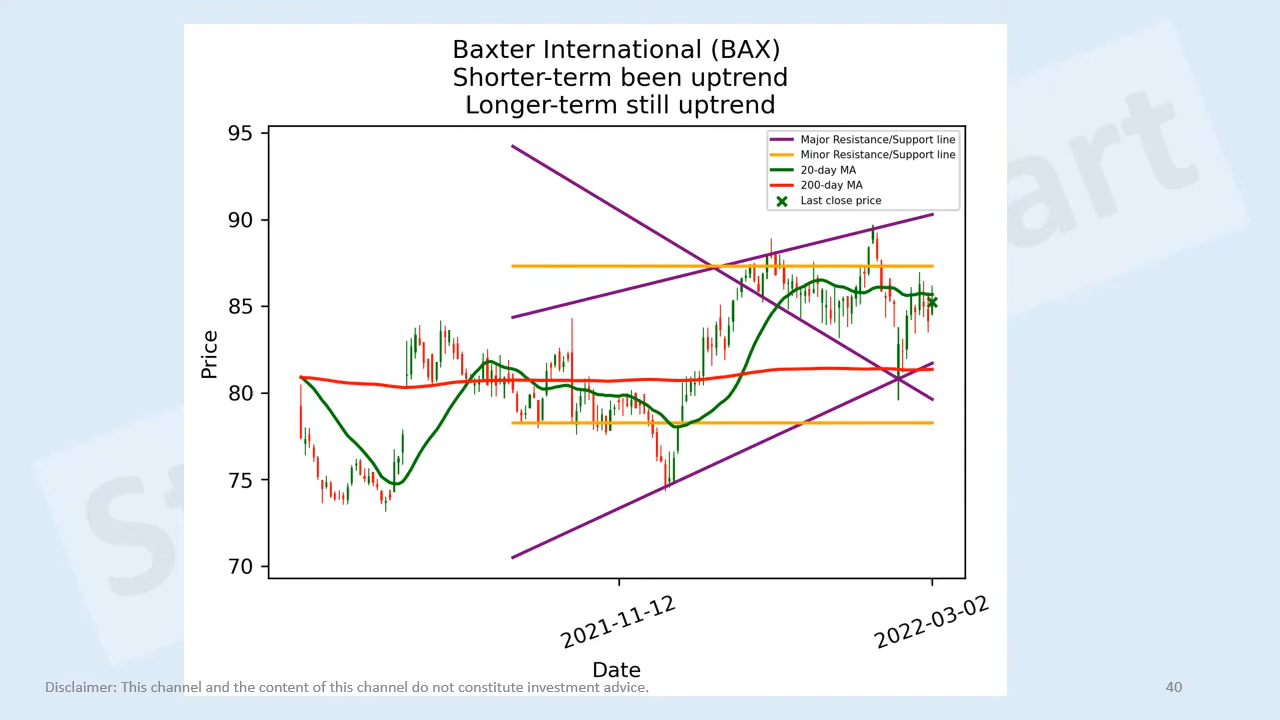 Baxter International (BAX)
Shorter-term been uptrend
Longer-term still uptrend
95
90
85
80
75
70
Price
Major Resistance/Support line
Minor Resistance/Support line
20-day MA
200-day MA
Last close price
2021-11-12
2022-03-02
Date
Disclaimer: This channel and the content of this channel do not constitute investment advice.
40
St
art